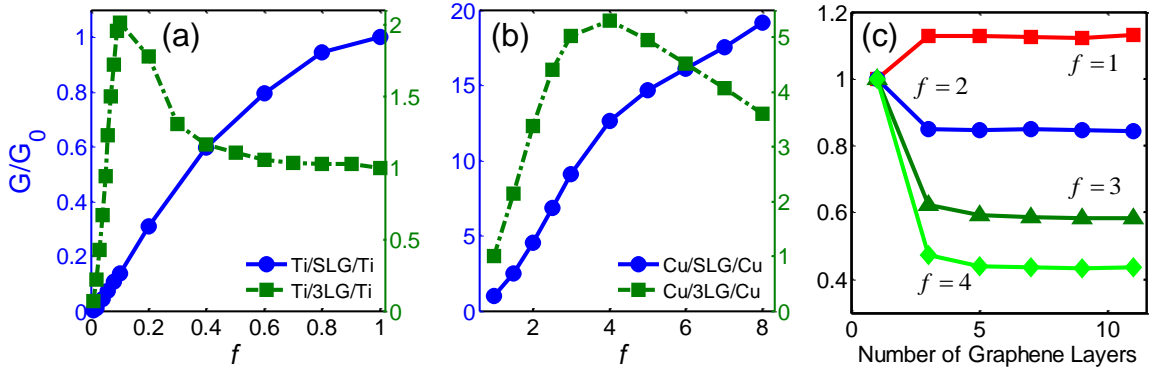 (a)
G/G0
1
0.8
0.6
0.4
0.2
0
2
1.5
1
0.5
0
0 0.2 0.4 0.6 0.8 1
f
Ti/SLG/Ti
Ti/3LG/Ti
(b)
20
15
10
5
0
5
4
3
2
1
0
2 4 6 8
f
Cu/SLG/Cu
Cu/3LG/Cu
(c)
1.2
1
0.8
0.6
0.4
0 5 10
Number of Graphene Layers
f = 1
f = 2
f = 3
f = 4